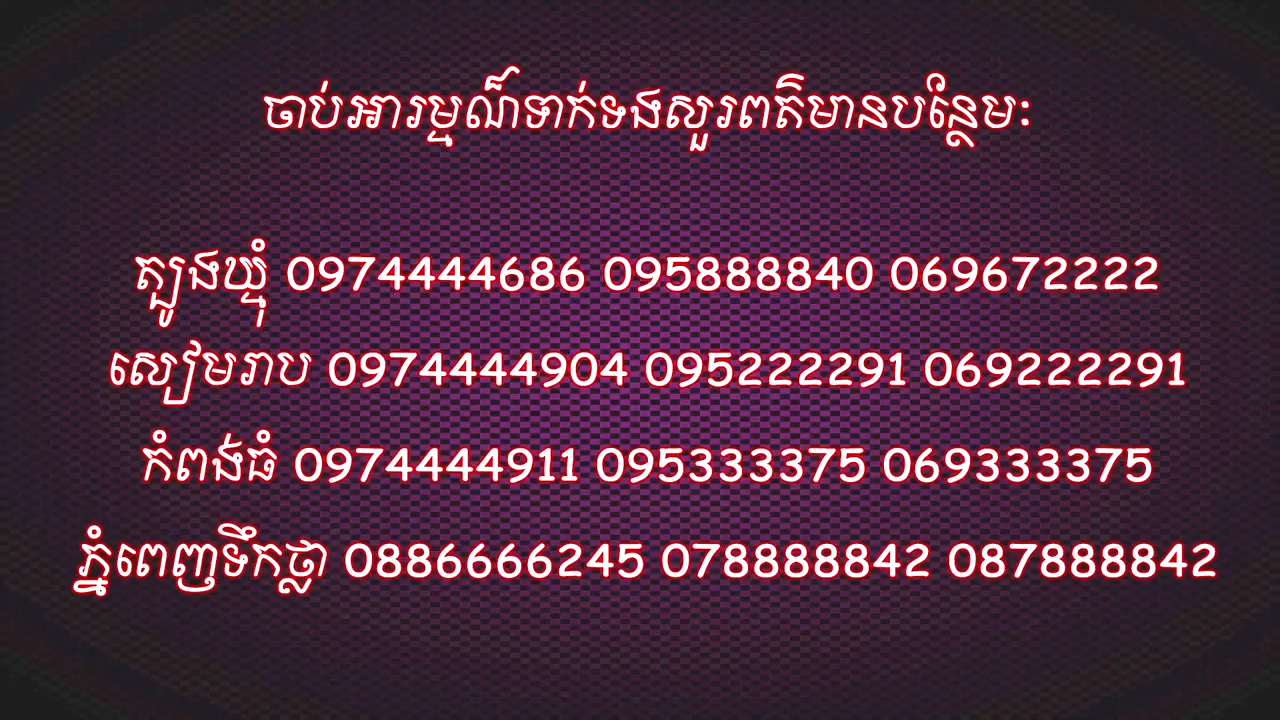 ចាប់អារម្មណ៍ទាក់ទងសួរពត៌មានបន្ថែម:
ត្បូងឃ្មុំ 0974444686 095888840 069672222
សៀមរាប 0974444904 095222291 069222291
កំពង់ធំ 0974444911 095333375 069333375
ភ្នំពេញទឹកថ្លា 0886666245 078888842 087888842